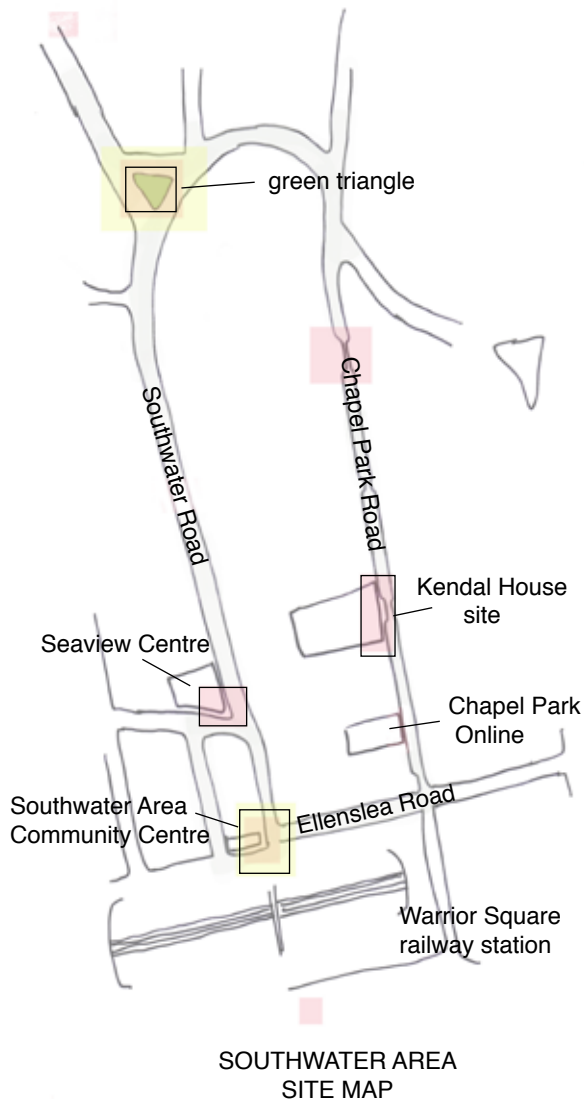 green triangle
Southwater Road
Chapel Park Road
Kendal House
site
Seaview Centre
Chapel Park
Online
Southwater Area
Community Centre
Ellenslea Road
Warrior Square
railway station
SOUTHWATER AREA
SITE MAP